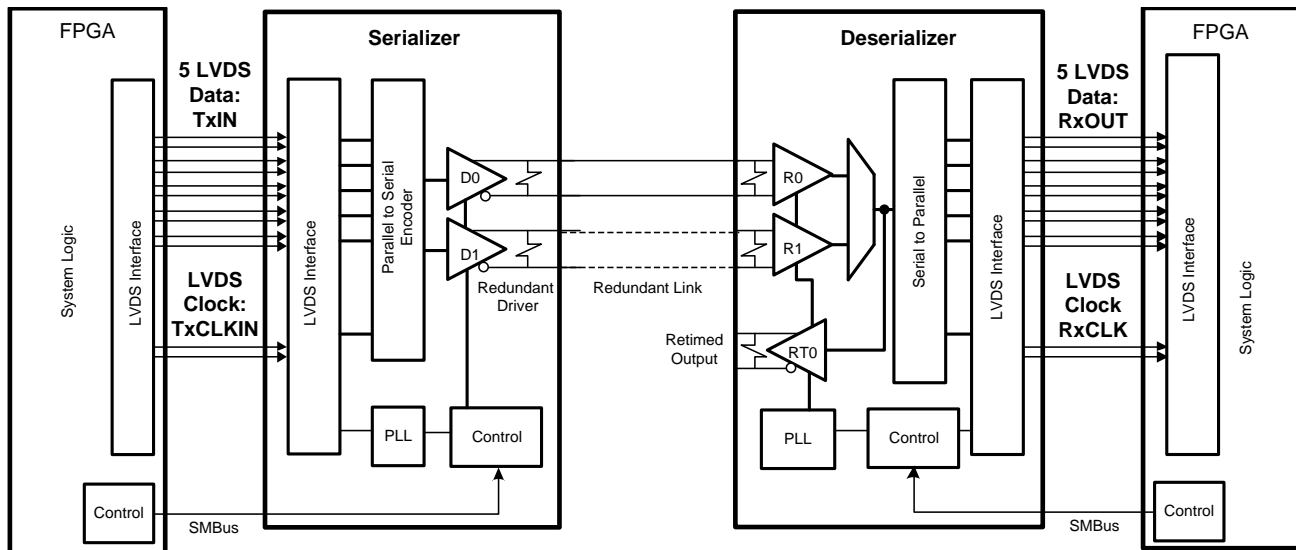 FPGA
System Logic
LVDS Interface
Control
5 LVDS
Data:
TxIN
LVDS
Clock:
TxCLKIN
SMBus
Serializer
LVDS Interface
Parallel to Serial
Encoder
D0
D1
PLL
Control
Redundant
Driver
Redundant Link
Deserializer
R0
R1
Retimed
Output
RT0
PLL
Control
Serial to Parallel
LVDS Interface
5 LVDS
Data:
RxOUT
LVDS
Clock
RxCLK
SMBus
FPGA
LVDS Interface
System Logic
Control